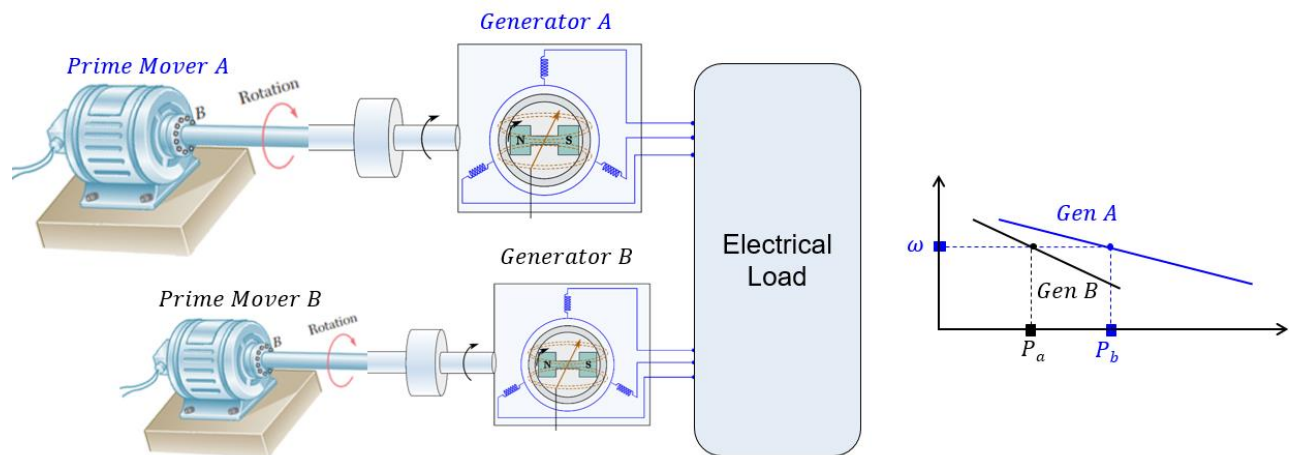 Generator A
Prime Mover A
Rotation
B
N
S
Generator B
Prime Mover B
Rotation
B
N
S
Electrical
Load
Gen A
ω
Gen B
P_a
P_b